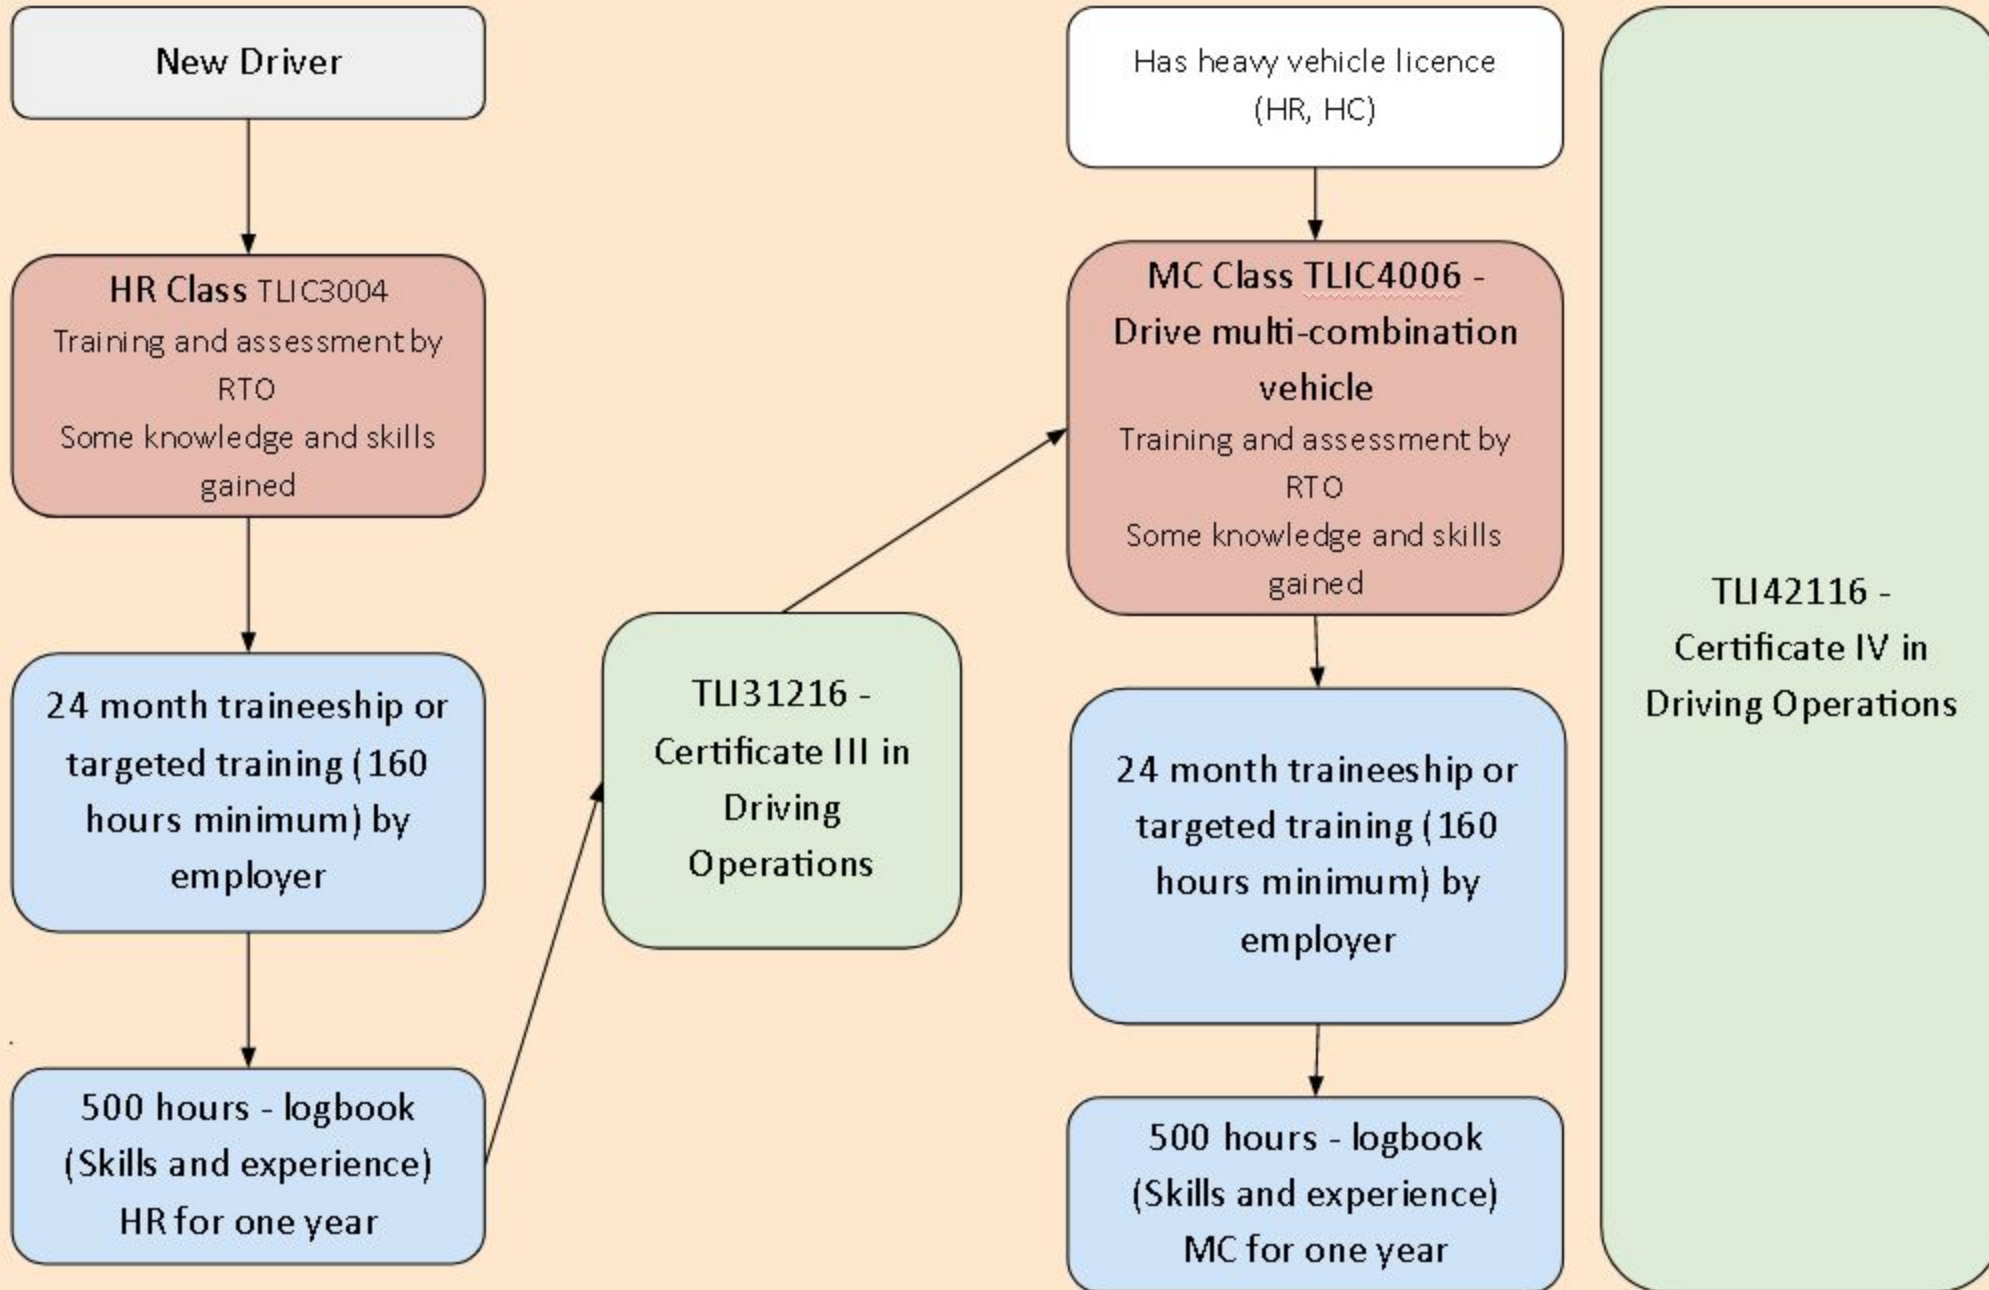 New Driver
HR Class TLIC3004
Training and assessment by
RTO
Some knowledge and skills
gained
24 month traineeship or
targeted training (160
hours minimum) by
employer
500 hours - logbook
(Skills and experience)
HR for one year
TLI31216 -
Certificate III in
Driving
Operations
Has heavy vehicle licence
(HR, HC)
MC Class TLIC4006 -
Drive multi-combination
vehicle
Training and assessment by
RTO
Some knowledge and skills
gained
24 month traineeship or
targeted training (160
hours minimum) by
employer
500 hours - logbook
(Skills and experience)
MC for one year
TLI42116 -
Certificate IV in
Driving Operations